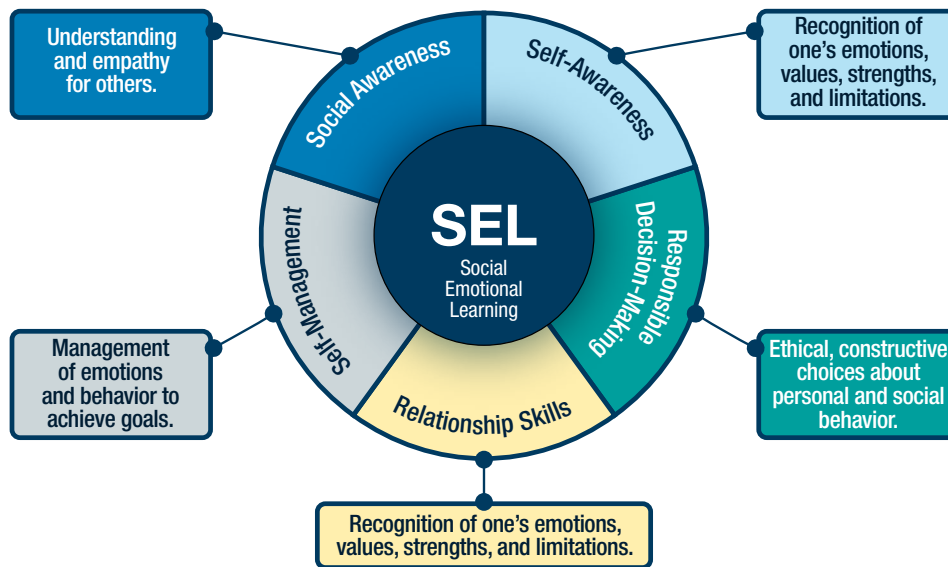 Understanding
and empathy
for others.
Social Awareness
Self-Awareness
Recognition of
one’s emotions,
values, strengths,
and limitations.
SEL
Social
Emotional
Learning
Self-Management
Responsible
Decision-Making
Management
of emotions
and behavior to
achieve goals.
Relationship Skills
Ethical, constructive
choices about
personal and social
behavior.
Recognition of one’s emotions,
values, strengths, and limitations.